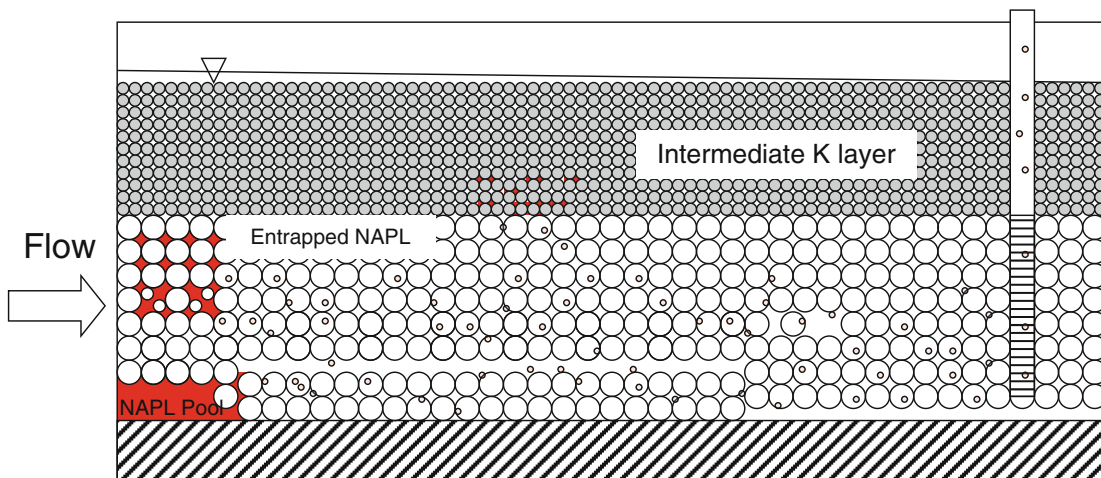 Intermediate K layer
Entrapped NAPL
Flow
NAPL Pool